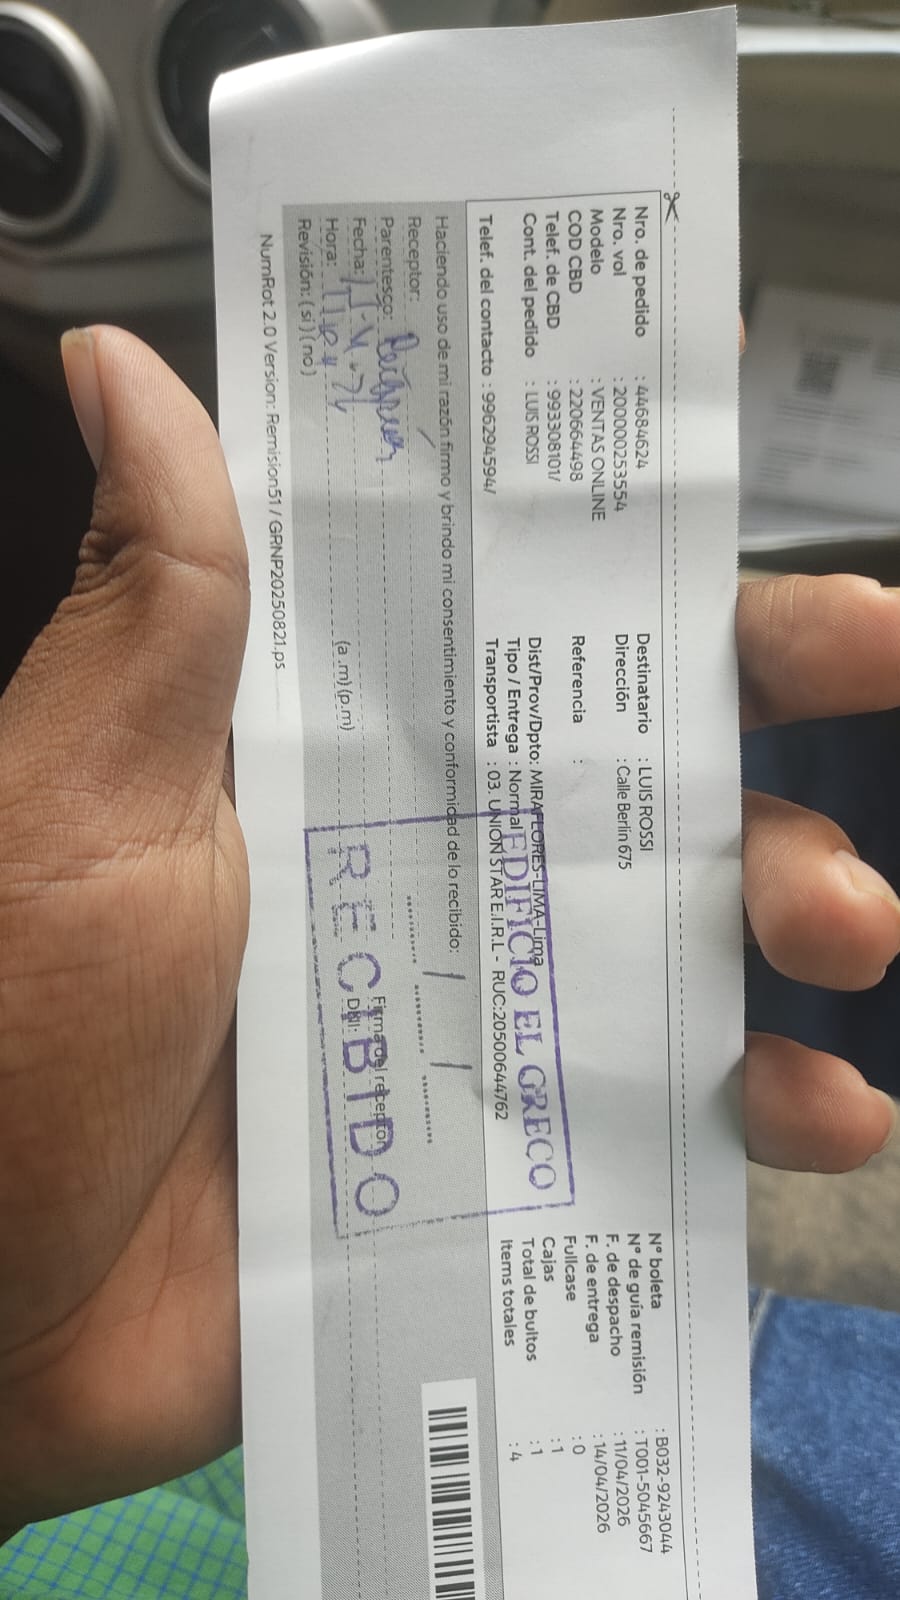 Nro. de pedido : 44684624
Nro. vol : 200000253554
Modelo : VENTAS ONLINE
COD CBD : 220664498
Telef. de CBD : 993308101/
Cont. del pedido : LUIS ROSSI
Telef. del contacto : 996294594/
Destinatario : LUIS ROSSI
Dirección : Calle Berlin 675
Referencia :
Dist/Prov/Dpto: MIRAFLORES-LIMA-Lima
Tipo / Entrega : Normal
Transportista : 03. UNION STAR E.I.R.L - RUC:20500644762
N° boleta : B032-9243044
N° de guía remisión : T001-5045667
F. de despacho : 11/04/2026
F. de entrega : 14/04/2026
Fullcase : 0
Cajas : 1
Total de bultos : 1
Items totales : 4
EDIFICIO EL GRECO
Haciendo uso de mi razón firmo y brindo mi consentimiento y conformidad de lo recibido:
Receptor:
Parentesco:
Fecha:
Hora: (a .m) (p.m)
Revisión: ( si ) ( no )
Firma del receptor
DNI:
RECIBIDO
NumRot 2.0 Version: Remision51 / GRNP20250821.ps